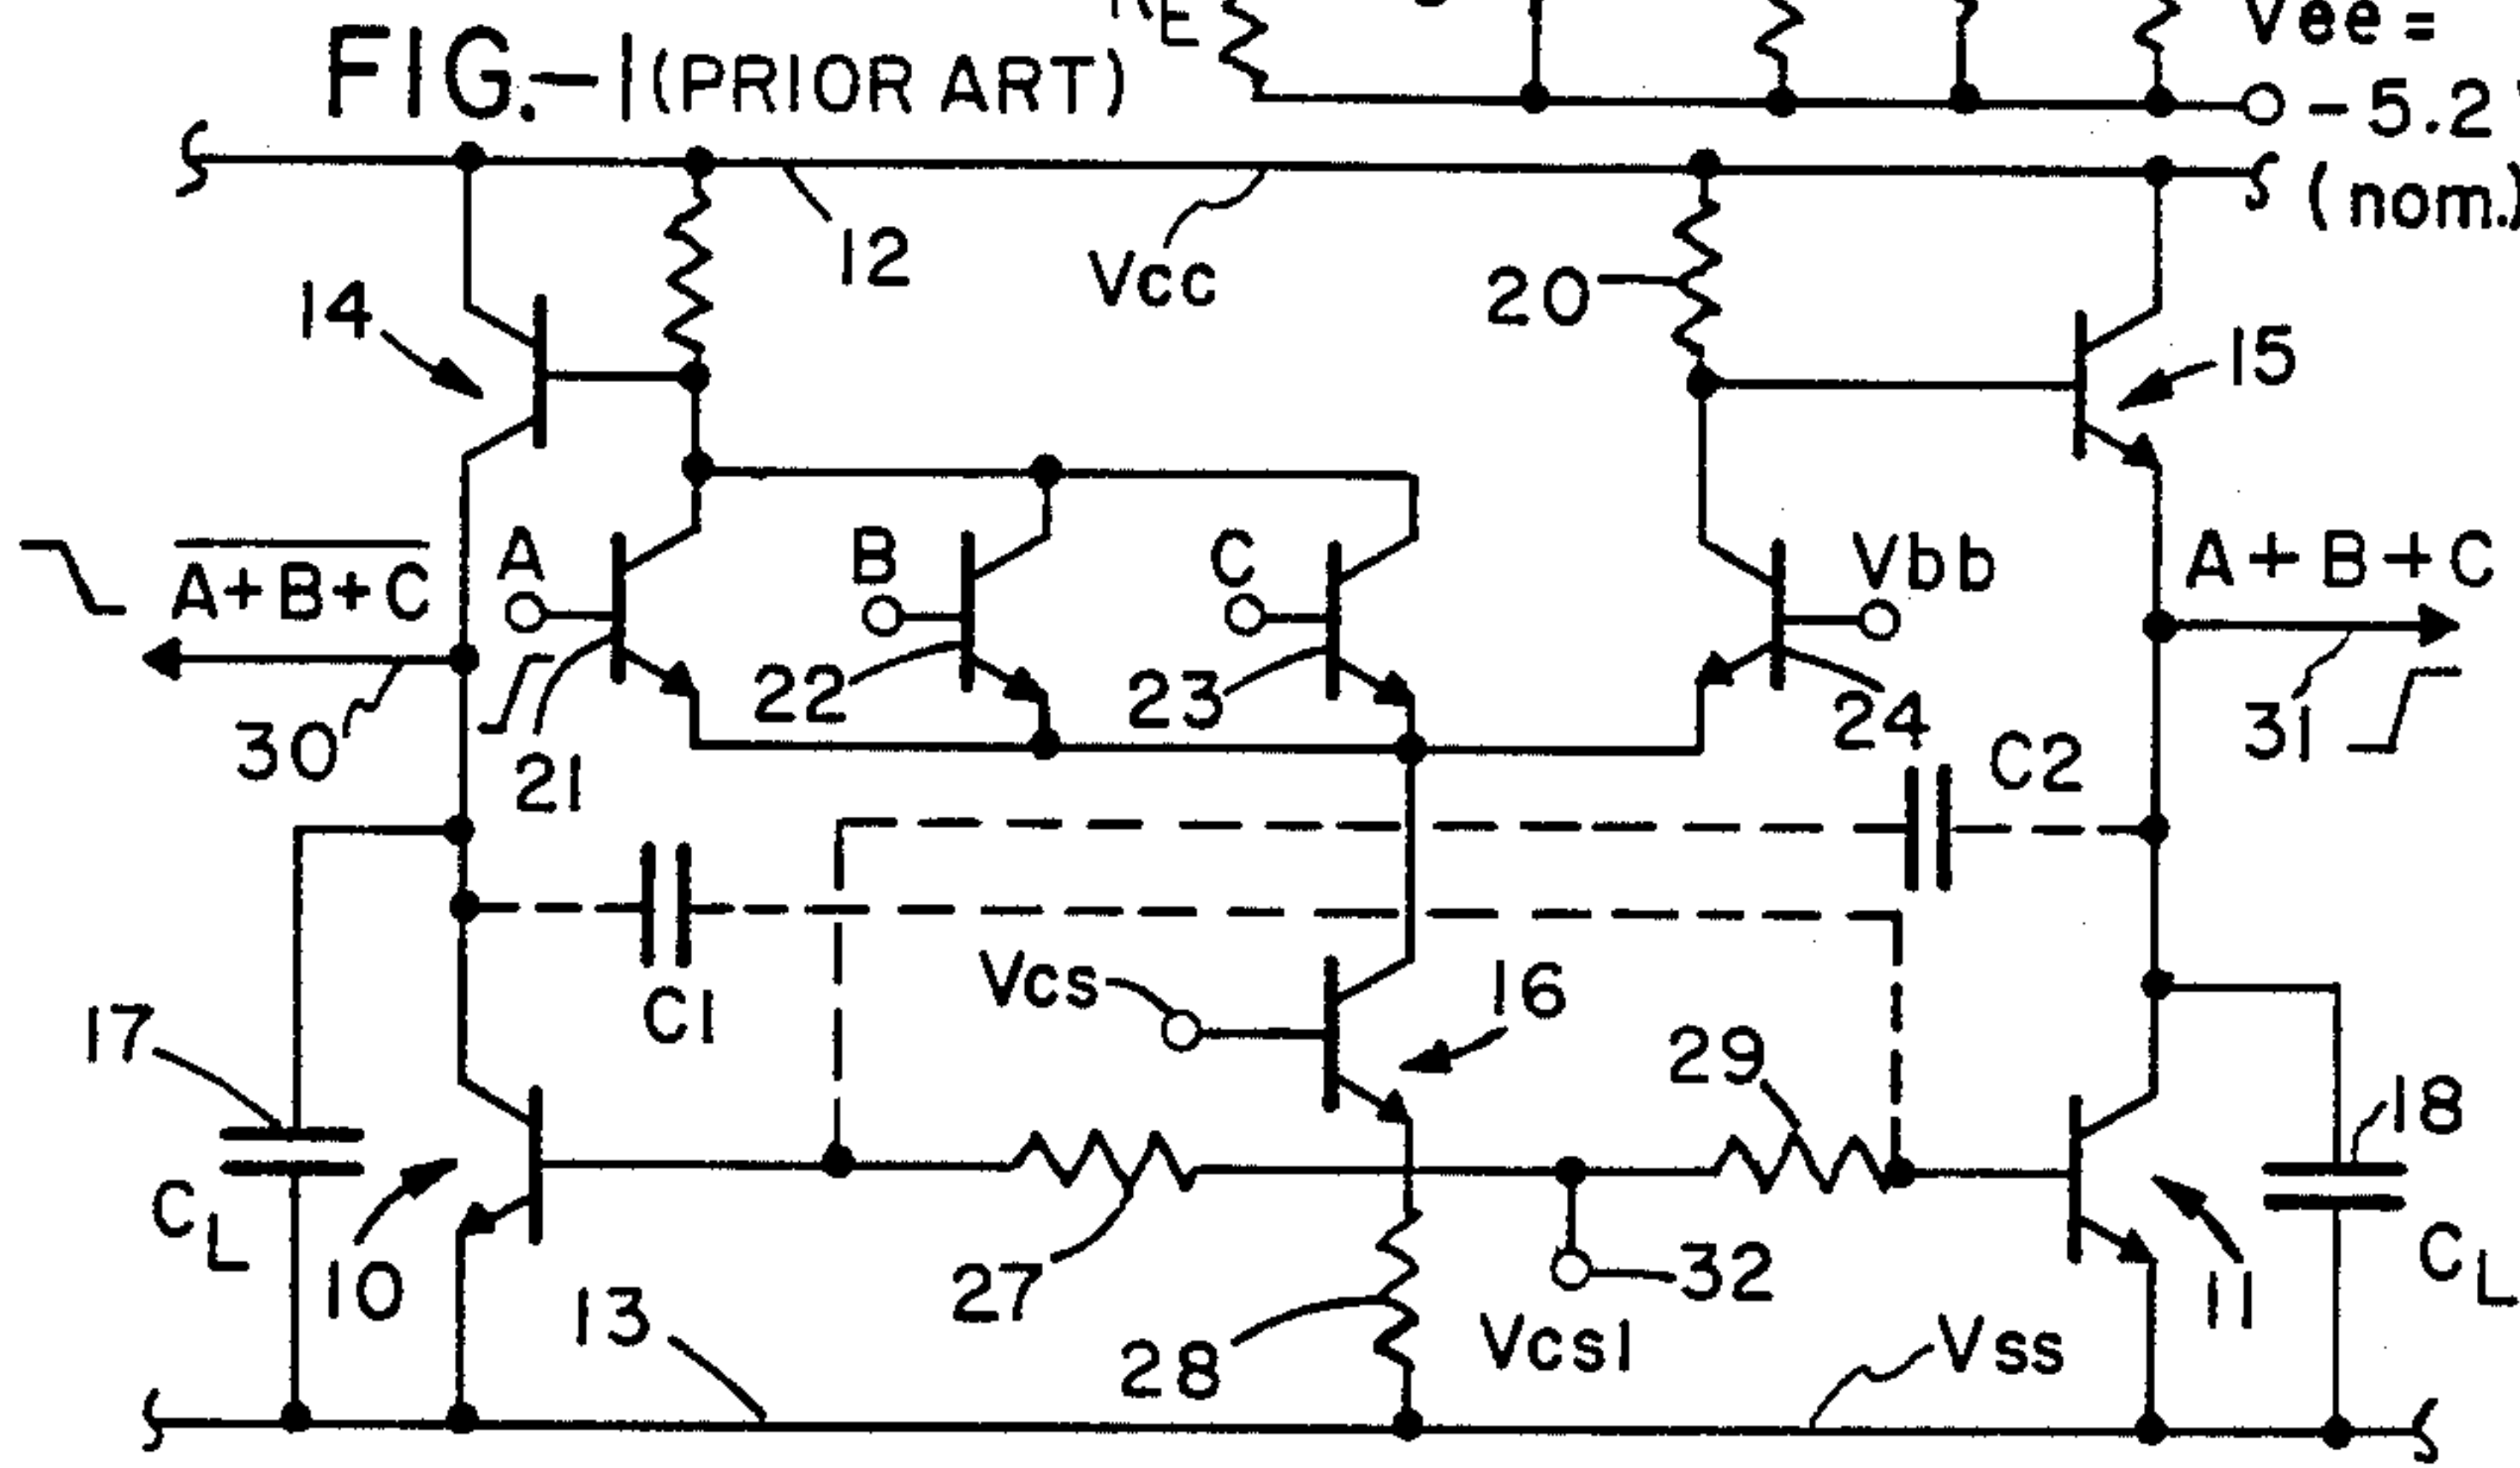 RE
Vee =
FIG.-1 (PRIOR ART)
-5.2
(nom.)
12
Vcc
20
14
15
A+B+C
A
B
C
Vbb
A+B+C
30
21
22
23
24
31
C2
C1
Vcs
16
17
29
18
CL
10
27
32
CL
11
13
28
Vcs1
Vss